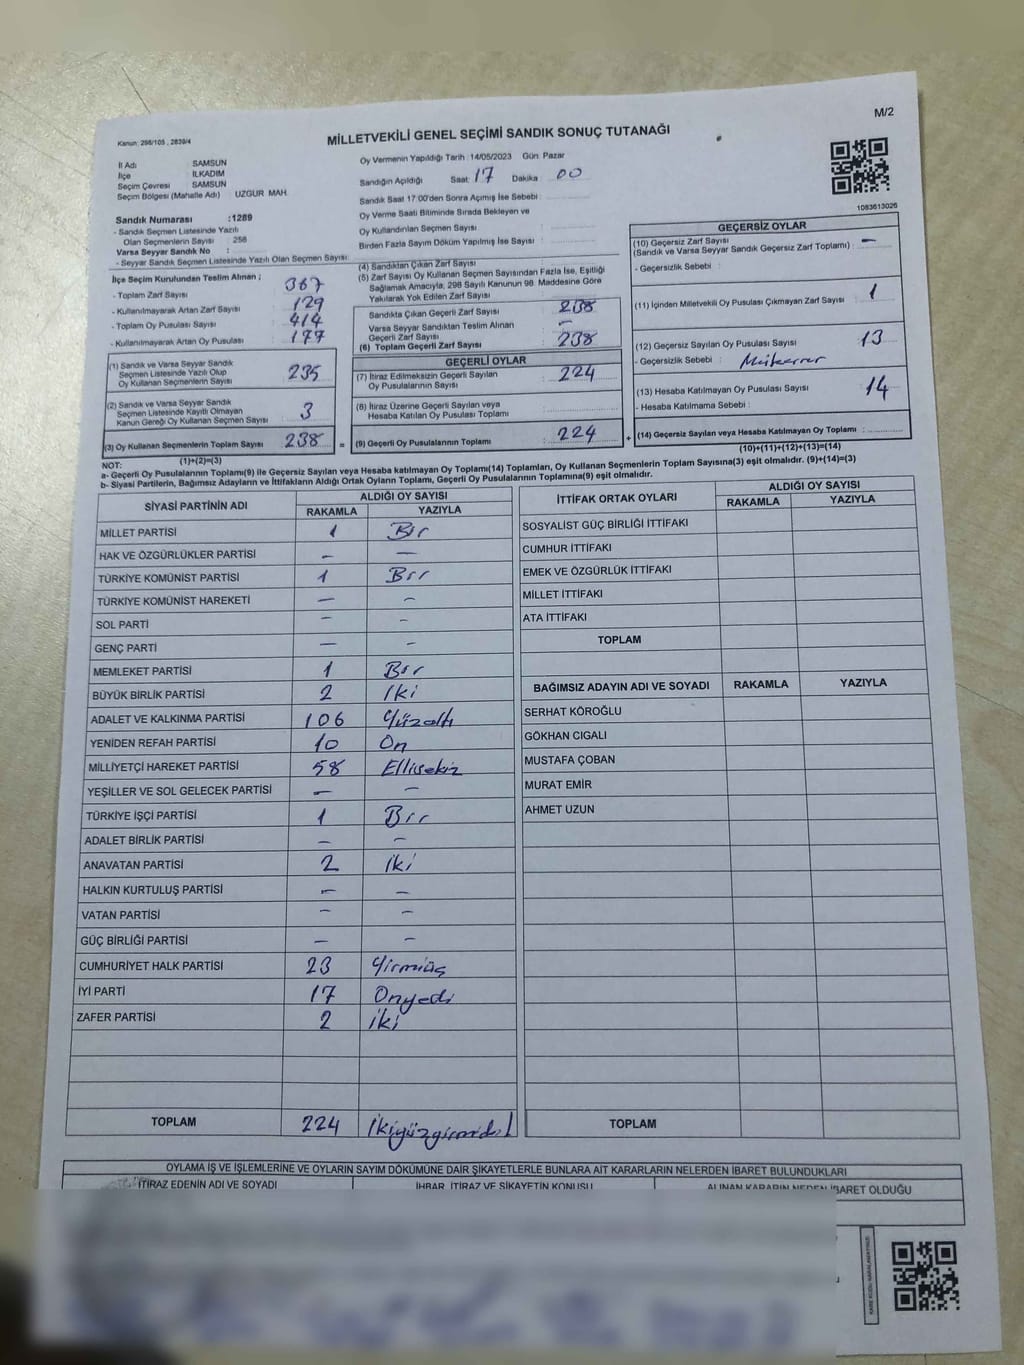 M/2
Kanun: 298/105 , 2839/4
MİLLETVEKİLİ GENEL SEÇİMİ SANDIK SONUÇ TUTANAĞI
İl Adı : SAMSUN
İlçe : İLKADIM
Seçim Çevresi : SAMSUN
Seçim Bölgesi (Mahalle Adı) : UZGUR MAH.
Sandık Numarası :1289
- Sandık Seçmen Listesinde Yazılı
Olan Seçmenlerin Sayısı : 256
Varsa Seyyar Sandık No :
- Seyyar Sandık Seçmen Listesinde Yazılı Olan Seçmen Sayısı:
Oy Vermenin Yapıldığı Tarih :14/05/2023 Gün: Pazar
Sandığın Açıldığı Saat: 17 Dakika : 00
Sandık Saat 17:00'den Sonra Açılmış İse Sebebi :
Oy Verme Saati Bitiminde Sırada Bekleyen ve
Oy Kullandırılan Seçmen Sayısı :
Birden Fazla Sayım Döküm Yapılmış İse Sayısı :
1083613026
İlçe Seçim Kurulundan Teslim Alınan ;
- Toplam Zarf Sayısı : 367
- Kullanılmayarak Artan Zarf Sayısı : 129
- Toplam Oy Pusulası Sayısı : 414
- Kullanılmayarak Artan Oy Pusulası : 177
(1) Sandık ve Varsa Seyyar Sandık
Seçmen Listesinde Yazılı Olup
Oy Kullanan Seçmenlerin Sayısı : 235
(2) Sandık ve Varsa Seyyar Sandık
Seçmen Listesinde Kayıtlı Olmayan
Kanun Gereği Oy Kullanan Seçmen Sayısı : 3
(3) Oy Kullanan Seçmenlerin Toplam Sayısı : 238 =
(1)+(2)=(3)
(4) Sandıktan Çıkan Zarf Sayısı :
(5) Zarf Sayısı Oy Kullanan Seçmen Sayısından Fazla İse, Eşitliği
Sağlamak Amacıyla, 298 Sayılı Kanunun 98. Maddesine Göre
Yakılarak Yok Edilen Zarf Sayısı :
Sandıkta Çıkan Geçerli Zarf Sayısı : 238
Varsa Seyyar Sandıktan Teslim Alınan
Geçerli Zarf Sayısı : -
(6) Toplam Geçerli Zarf Sayısı : 238
GEÇERLİ OYLAR
(7) İtiraz Edilmeksizin Geçerli Sayılan
Oy Pusulalarının Sayısı : 224
(8) İtiraz Üzerine Geçerli Sayılan veya
Hesaba Katılan Oy Pusulası Toplamı :
(9) Geçerli Oy Pusulalarının Toplamı : 224 +
GEÇERSİZ OYLAR
(10) Geçersiz Zarf Sayısı
(Sandık ve Varsa Seyyar Sandık Geçersiz Zarf Toplamı) : -
- Geçersizlik Sebebi :
(11) İçinden Milletvekili Oy Pusulası Çıkmayan Zarf Sayısı : 1
(12) Geçersiz Sayılan Oy Pusulası Sayısı : 13
- Geçersizlik Sebebi : Mükerrer
(13) Hesaba Katılmayan Oy Pusulası Sayısı : 14
- Hesaba Katılmama Sebebi :
(14) Geçersiz Sayılan veya Hesaba Katılmayan Oy Toplamı :
(10)+(11)+(12)+(13)=(14)
NOT:
a- Geçerli Oy Pusulalarının Toplamı(9) ile Geçersiz Sayılan veya Hesaba katılmayan Oy Toplamı(14) Toplamları, Oy Kullanan Seçmenlerin Toplam Sayısına(3) eşit olmalıdır. (9)+(14)=(3)
b- Siyasi Partilerin, Bağımsız Adayların ve İttifakların Aldığı Ortak Oyların Toplamı, Geçerli Oy Pusulalarının Toplamına(9) eşit olmalıdır.
SİYASİ PARTİNİN ADI ALDIĞI OY SAYISI
RAKAMLA YAZIYLA
MİLLET PARTİSİ 1 Bir
HAK VE ÖZGÜRLÜKLER PARTİSİ - -
TÜRKİYE KOMÜNİST PARTİSİ 1 Bir
TÜRKİYE KOMÜNİST HAREKETİ - -
SOL PARTİ - -
GENÇ PARTİ - -
MEMLEKET PARTİSİ 1 Bir
BÜYÜK BİRLİK PARTİSİ 2 İki
ADALET VE KALKINMA PARTİSİ 106 Yüzaltı
YENİDEN REFAH PARTİSİ 10 On
MİLLİYETÇİ HAREKET PARTİSİ 58 Ellisekiz
YEŞİLLER VE SOL GELECEK PARTİSİ - -
TÜRKİYE İŞÇİ PARTİSİ 1 Bir
ADALET BİRLİK PARTİSİ - -
ANAVATAN PARTİSİ 2 İki
HALKIN KURTULUŞ PARTİSİ - -
VATAN PARTİSİ - -
GÜÇ BİRLİĞİ PARTİSİ - -
CUMHURİYET HALK PARTİSİ 23 Yirmiüç
İYİ PARTİ 17 Onyedi
ZAFER PARTİSİ 2 iki
TOPLAM 224
İTTİFAK ORTAK OYLARI ALDIĞI OY SAYISI
RAKAMLA YAZIYLA
SOSYALİST GÜÇ BİRLİĞİ İTTİFAKI
CUMHUR İTTİFAKI
EMEK VE ÖZGÜRLÜK İTTİFAKI
MİLLET İTTİFAKI
ATA İTTİFAKI
TOPLAM
BAĞIMSIZ ADAYIN ADI VE SOYADI RAKAMLA YAZIYLA
SERHAT KÖROĞLU
GÖKHAN CIGALI
MUSTAFA ÇOBAN
MURAT EMİR
AHMET UZUN
TOPLAM
OYLAMA İŞ VE İŞLEMLERİNE VE OYLARIN SAYIM DÖKÜMÜNE DAİR ŞİKAYETLERLE BUNLARA AİT KARARLARIN NELERDEN İBARET BULUNDUKLARI
İTİRAZ EDENİN ADI VE SOYADI İHBAR, İTİRAZ VE ŞİKAYETİN KONUSU ALINAN KARARIN NEDEN İBARET OLDUĞU